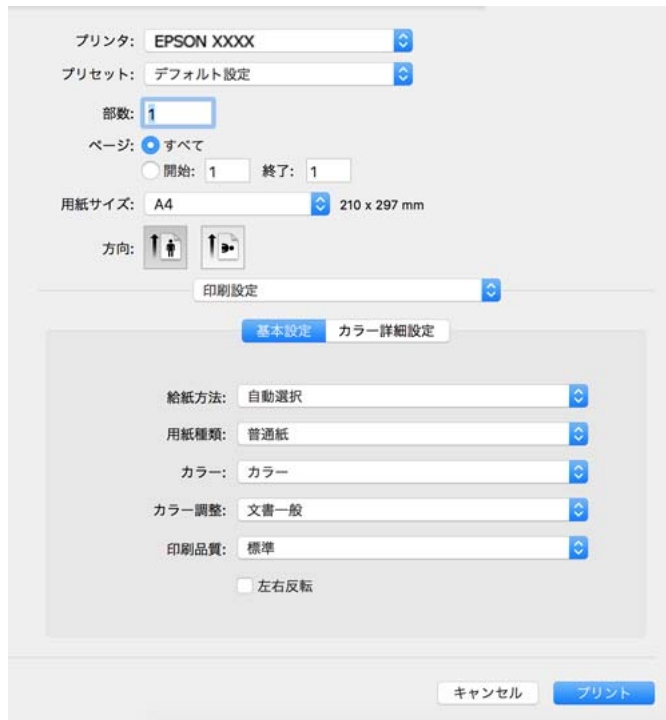 プリンタ: EPSON XXXX
プリセット: デフォルト設定
部数: 1
ページ: すべて
開始: 1 終了: 1
用紙サイズ: A4 210 x 297 mm
方向:
印刷設定
基本設定 カラー詳細設定
給紙方法: 自動選択
用紙種類: 普通紙
カラー: カラー
カラー調整: 文書一般
印刷品質: 標準
左右反転
キャンセル プリント